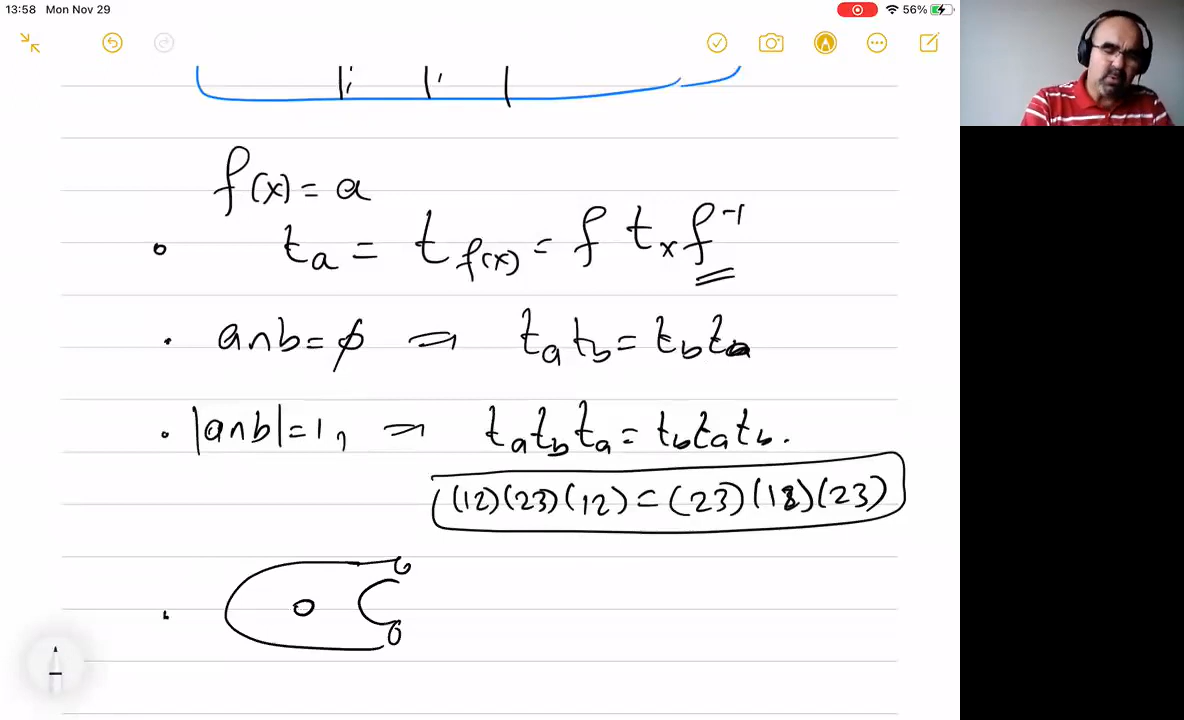 13:58 Mon Nov 29
56%
f(x) = a
t_a = t_f(x) = f t_x f⁻¹
a∩b = ϕ ⇒ t_a t_b = t_b t_a
|a∩b| = 1, ⇒ t_a t_b t_a = t_b t_a t_b.
(12)(23)(12) = (23)(12)(23)